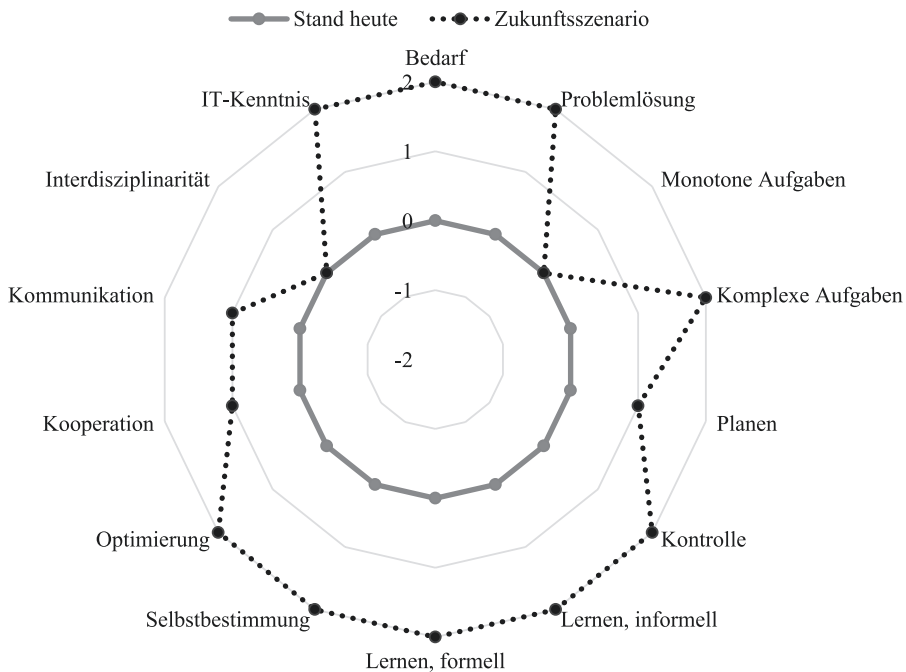 Stand heute
Zukunftsszenario
Bedarf
2
IT-Kenntnis
Problemlösung
1
Interdisziplinarität
Monotone Aufgaben
0
Kommunikation
-1
Komplexe Aufgaben
-2
Kooperation
Planen
Optimierung
Kontrolle
Selbstbestimmung
Lernen, informell
Lernen, formell